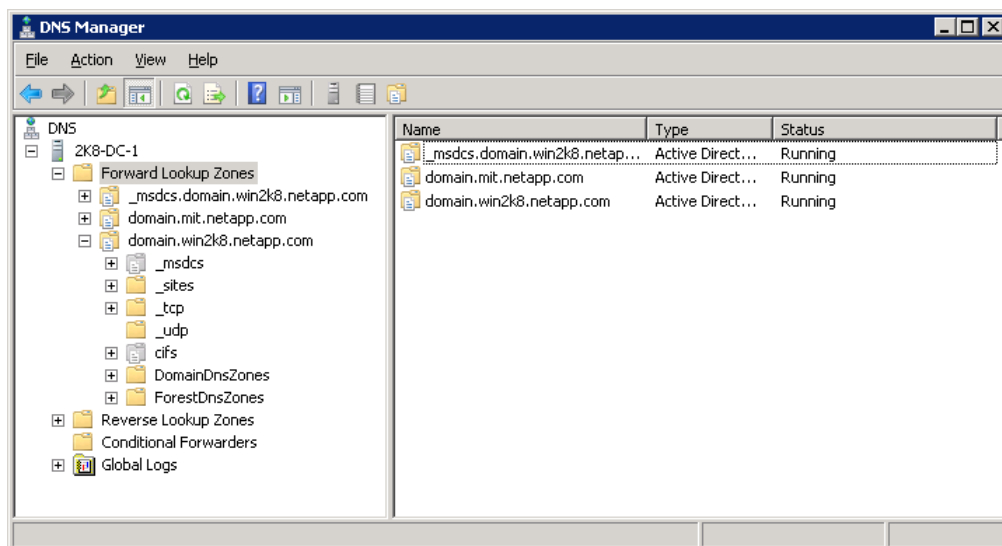 DNS Manager
File Action View Help
DNS
2K8-DC-1
Forward Lookup Zones
_msdcs.domain.win2k8.netapp.com
domain.mit.netapp.com
domain.win2k8.netapp.com
_msdcs
_sites
_tcp
_udp
cifs
DomainDnsZones
ForestDnsZones
Reverse Lookup Zones
Conditional Forwarders
Global Logs
Name Type Status
_msdcs.domain.win2k8.netap... Active Direct... Running
domain.mit.netapp.com Active Direct... Running
domain.win2k8.netapp.com Active Direct... Running